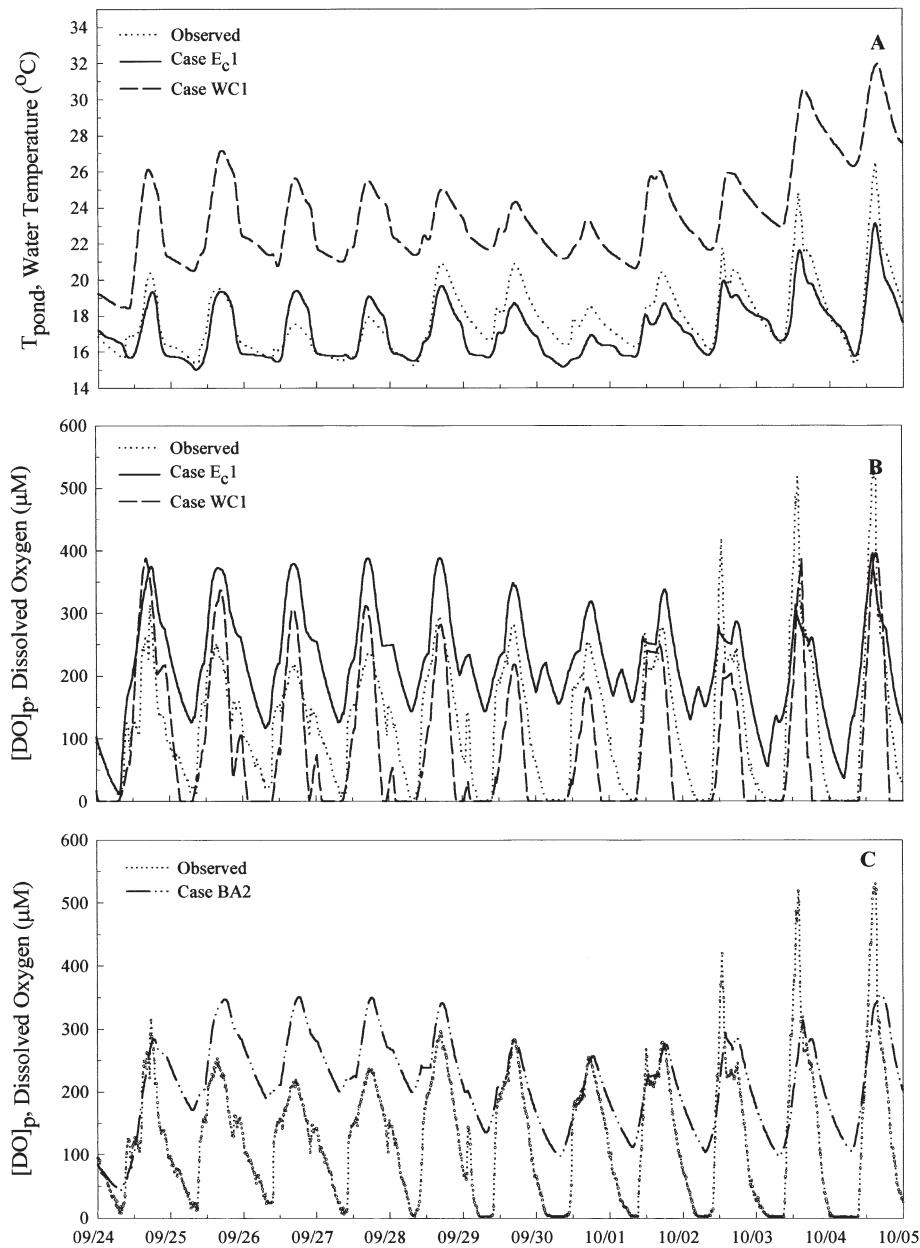 A
Observed
Case Ec1
Case WC1
Tpond, Water Temperature (°C)
34
32
30
28
26
24
22
20
18
16
14
B
Observed
Case Ec1
Case WC1
[DO]p, Dissolved Oxygen (μM)
600
500
400
300
200
100
0
C
Observed
Case BA2
[DO]p, Dissolved Oxygen (μM)
600
500
400
300
200
100
0
09/24 09/25 09/26 09/27 09/28 09/29 09/30 10/01 10/02 10/03 10/04 10/05